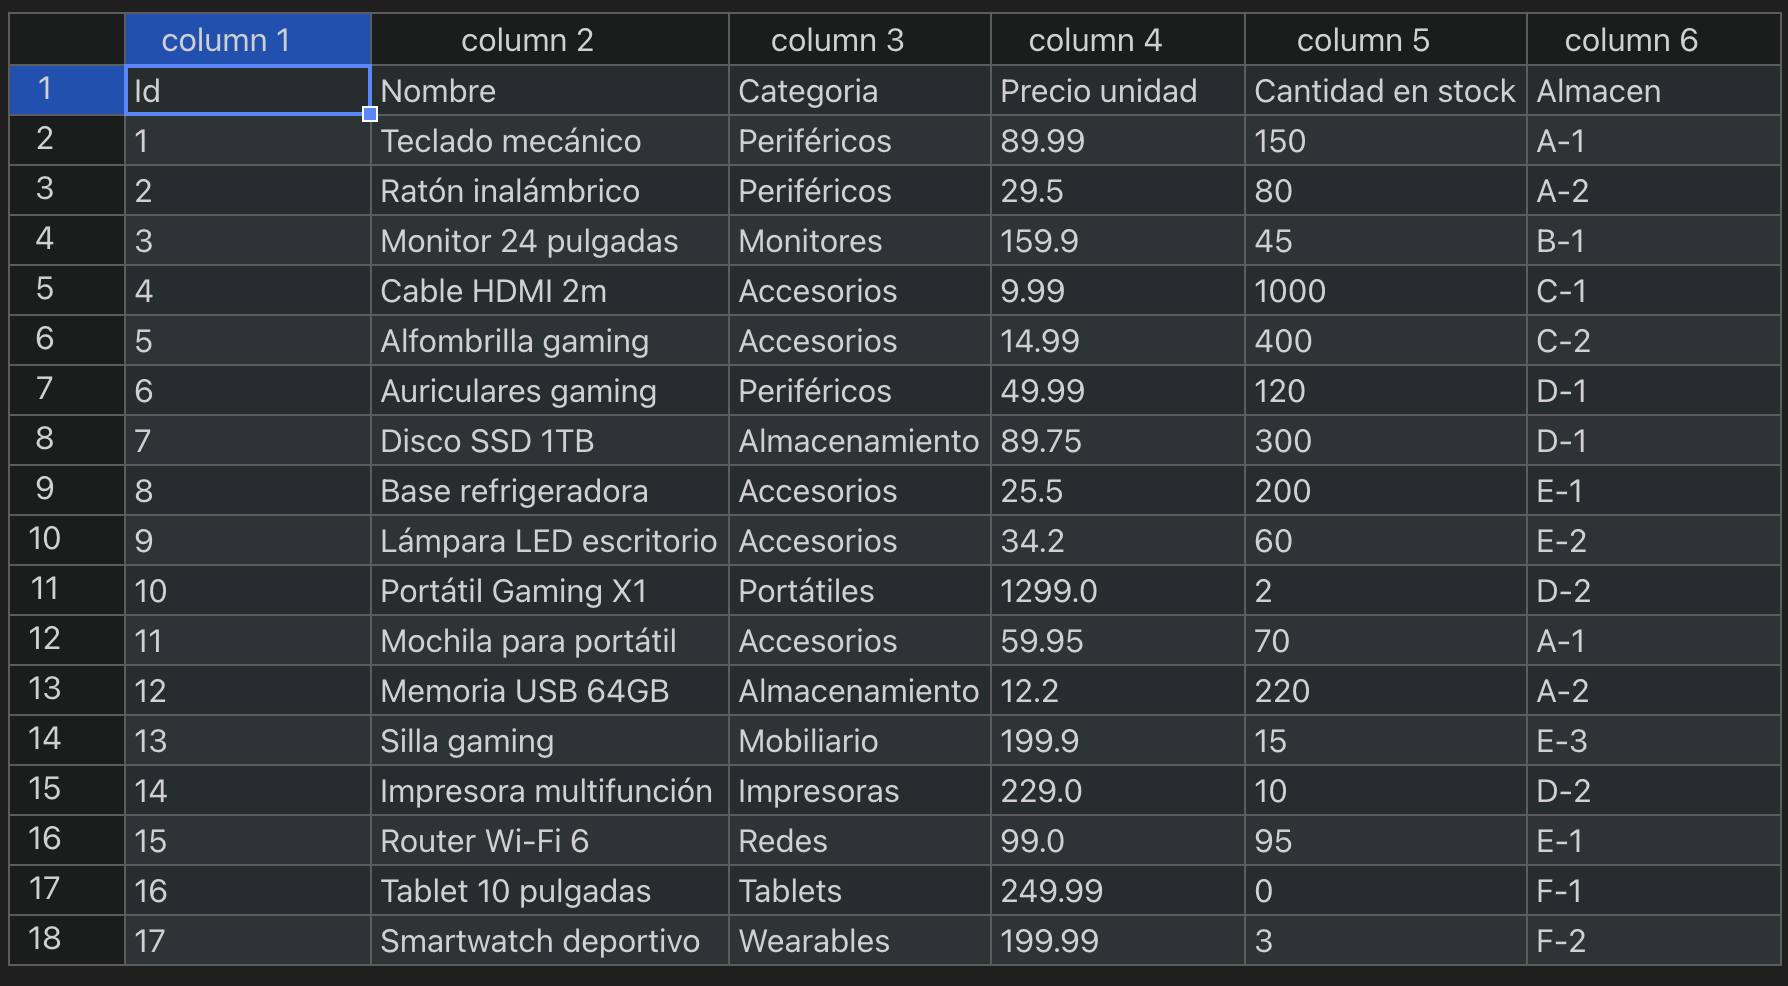 column 1 column 2 column 3 column 4 column 5 column 6
1 Id Nombre Categoria Precio unidad Cantidad en stock Almacen
2 1 Teclado mecánico Periféricos 89.99 150 A-1
3 2 Ratón inalámbrico Periféricos 29.5 80 A-2
4 3 Monitor 24 pulgadas Monitores 159.9 45 B-1
5 4 Cable HDMI 2m Accesorios 9.99 1000 C-1
6 5 Alfombrilla gaming Accesorios 14.99 400 C-2
7 6 Auriculares gaming Periféricos 49.99 120 D-1
8 7 Disco SSD 1TB Almacenamiento 89.75 300 D-1
9 8 Base refrigeradora Accesorios 25.5 200 E-1
10 9 Lámpara LED escritorio Accesorios 34.2 60 E-2
11 10 Portátil Gaming X1 Portátiles 1299.0 2 D-2
12 11 Mochila para portátil Accesorios 59.95 70 A-1
13 12 Memoria USB 64GB Almacenamiento 12.2 220 A-2
14 13 Silla gaming Mobiliario 199.9 15 E-3
15 14 Impresora multifunción Impresoras 229.0 10 D-2
16 15 Router Wi-Fi 6 Redes 99.0 95 E-1
17 16 Tablet 10 pulgadas Tablets 249.99 0 F-1
18 17 Smartwatch deportivo Wearables 199.99 3 F-2